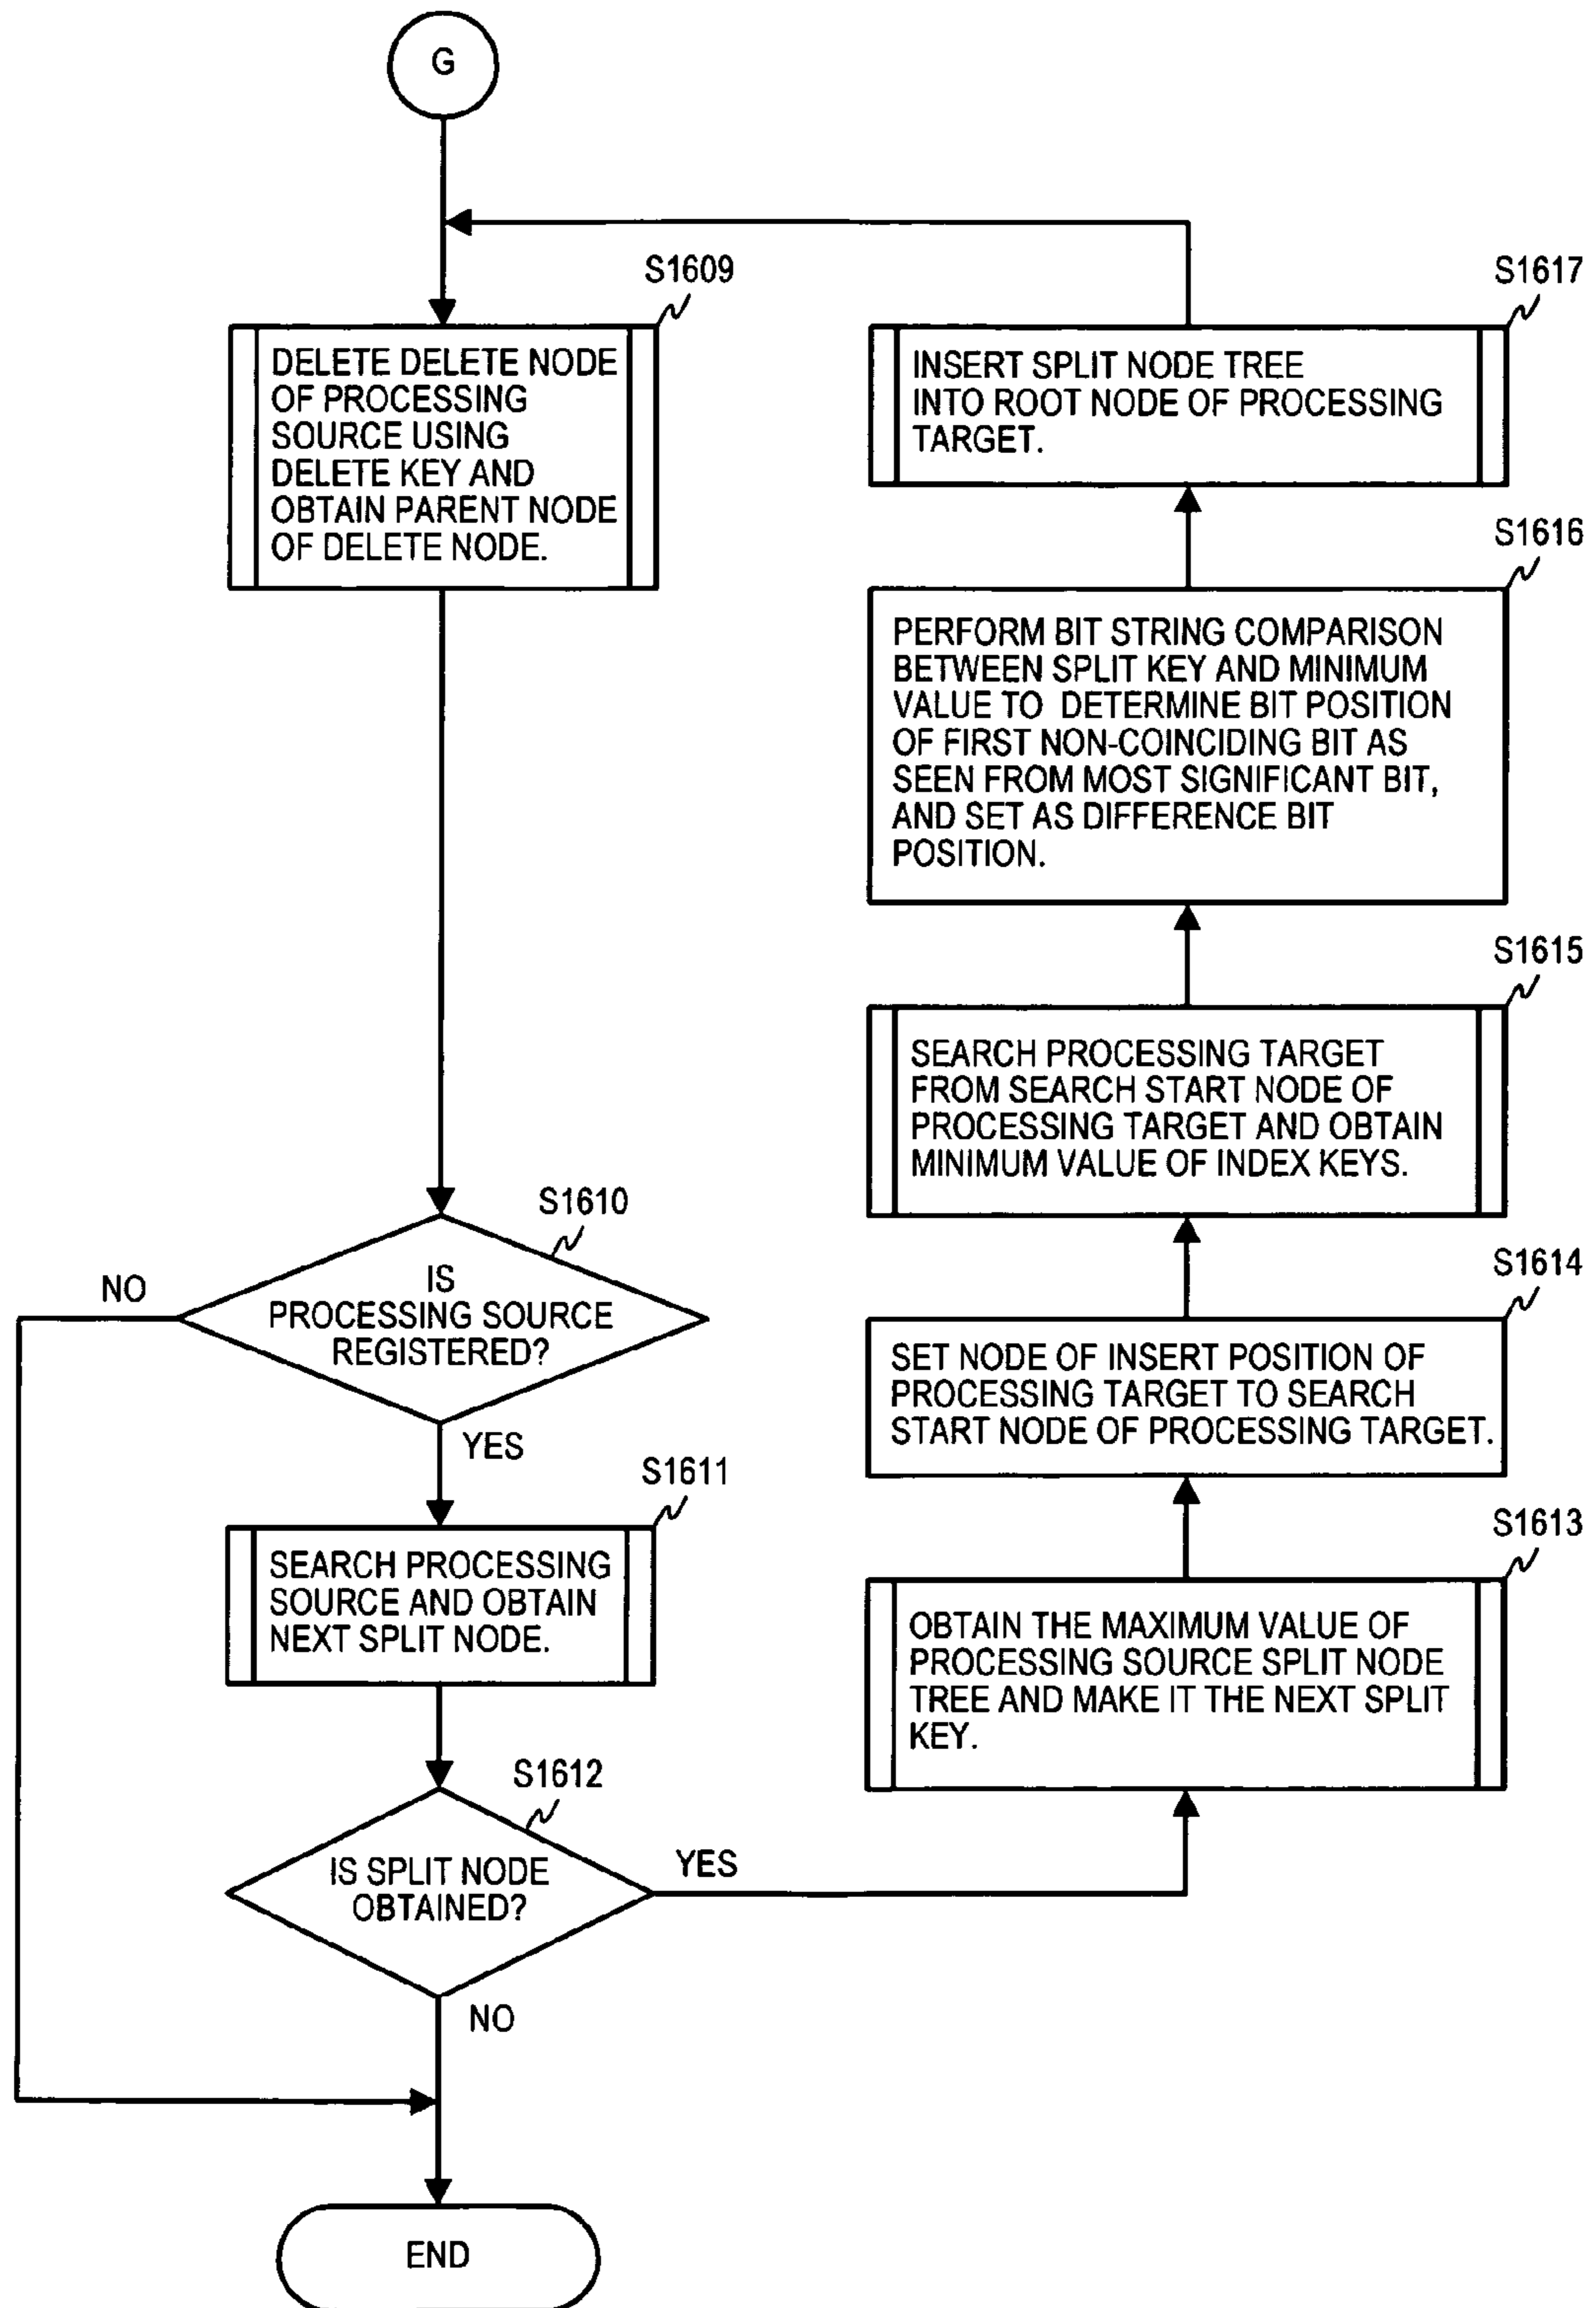 G
S1609
DELETE DELETE NODE
OF PROCESSING
SOURCE USING
DELETE KEY AND
OBTAIN PARENT NODE
OF DELETE NODE.
S1610
IS
PROCESSING SOURCE
REGISTERED?
NO
YES
S1611
SEARCH PROCESSING
SOURCE AND OBTAIN
NEXT SPLIT NODE.
S1612
IS SPLIT NODE
OBTAINED?
YES
NO
END
S1617
INSERT SPLIT NODE TREE
INTO ROOT NODE OF PROCESSING
TARGET.
S1616
PERFORM BIT STRING COMPARISON
BETWEEN SPLIT KEY AND MINIMUM
VALUE TO DETERMINE BIT POSITION
OF FIRST NON-COINCIDING BIT AS
SEEN FROM MOST SIGNIFICANT BIT,
AND SET AS DIFFERENCE BIT
POSITION.
S1615
SEARCH PROCESSING TARGET
FROM SEARCH START NODE OF
PROCESSING TARGET AND OBTAIN
MINIMUM VALUE OF INDEX KEYS.
S1614
SET NODE OF INSERT POSITION OF
PROCESSING TARGET TO SEARCH
START NODE OF PROCESSING TARGET.
S1613
OBTAIN THE MAXIMUM VALUE OF
PROCESSING SOURCE SPLIT NODE
TREE AND MAKE IT THE NEXT SPLIT
KEY.